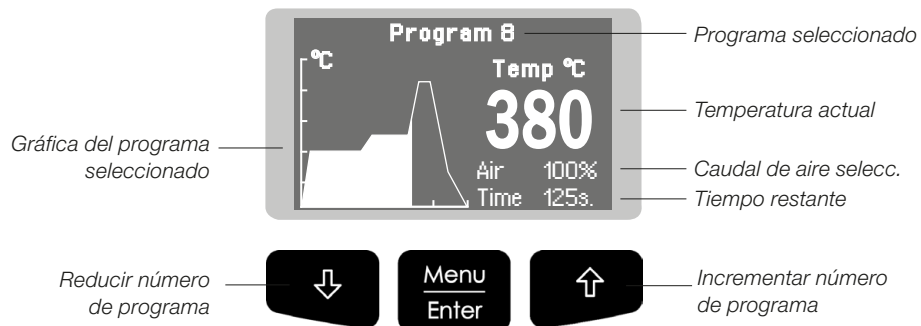 Program 8
Programa seleccionado
°C
Temp °C
380
Temperatura actual
Gráfica del programa
seleccionado
Air 100%
Caudal de aire selecc.
Time 125s.
Tiempo restante
Reducir número
de programa
Menu
Enter
Incrementar número
de programa